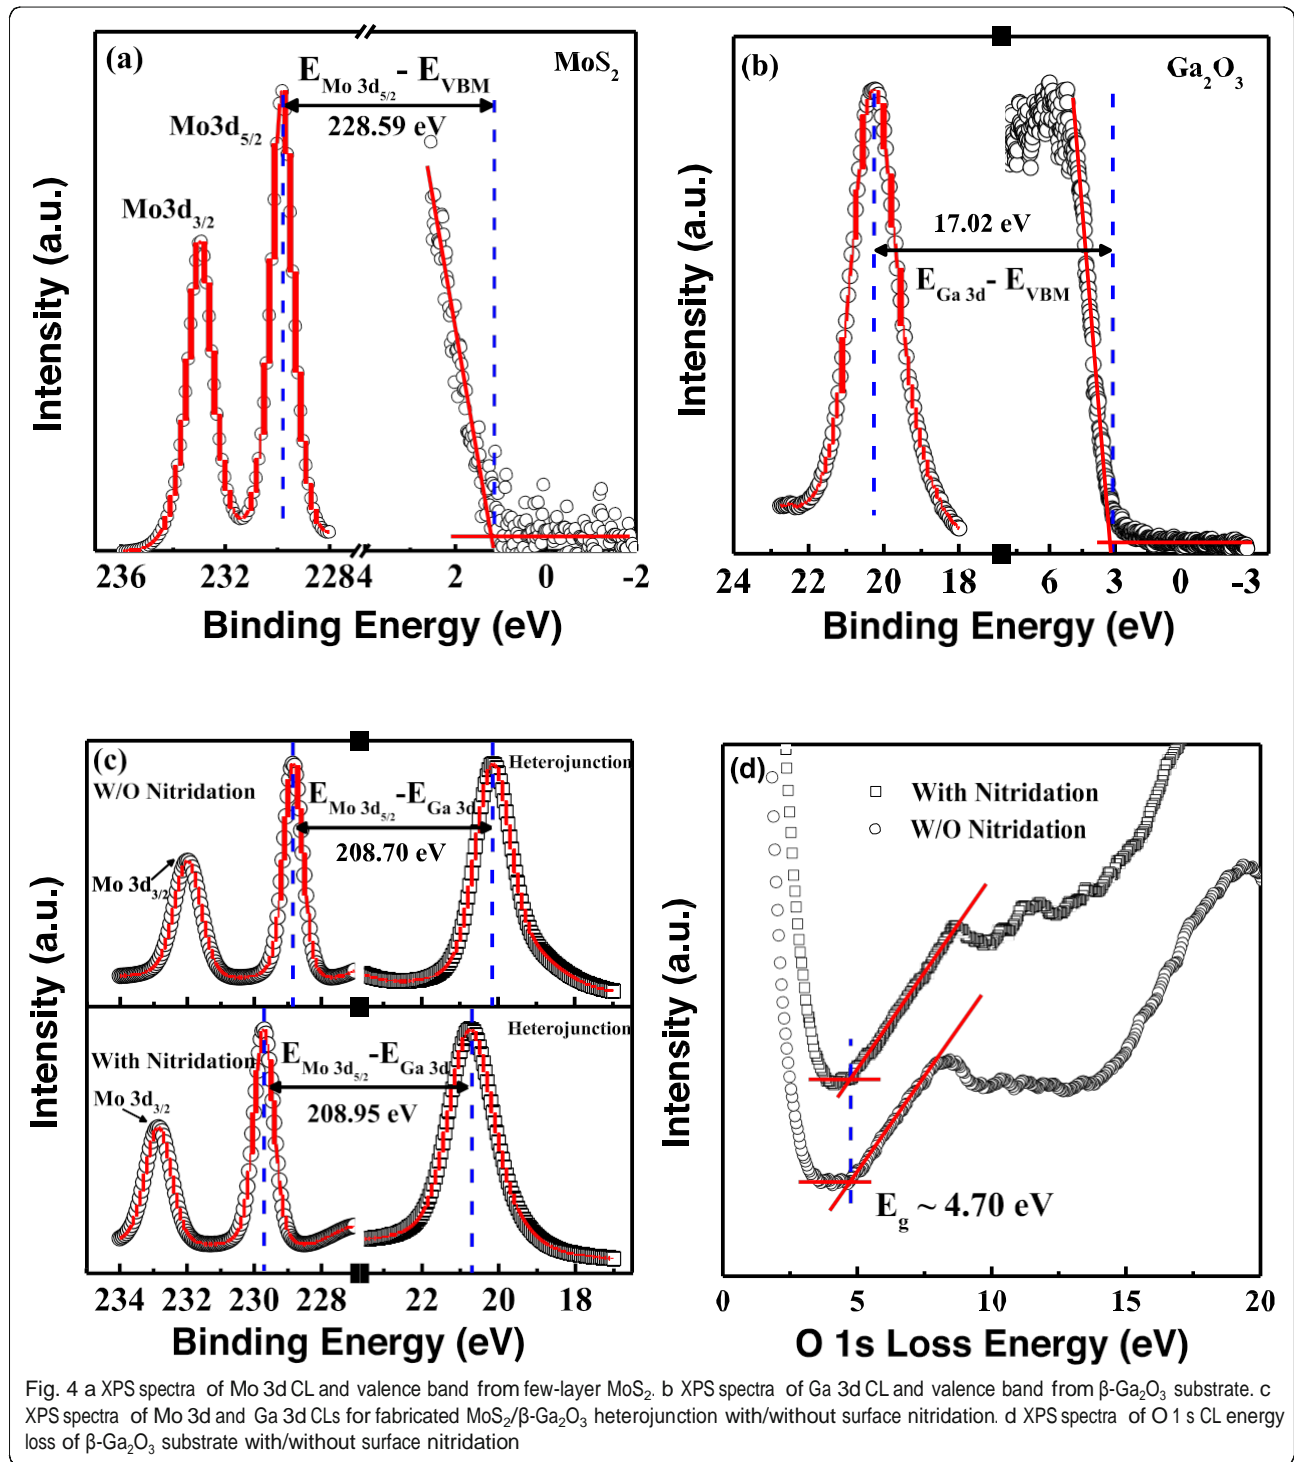 (a)
MoS2
E Mo 3d5/2 - E VBM
228.59 eV
Mo3d5/2
Mo3d3/2
Intensity (a.u.)
236 232 228 4 2 0 -2
Binding Energy (eV)
(b)
Ga2O3
17.02 eV
E Ga 3d - E VBM
Intensity (a.u.)
24 22 20 18 6 3 0 -3
Binding Energy (eV)
(c)
Heterojunction
W/O Nitridation
E Mo 3d5/2 -E Ga 3d
208.70 eV
Mo 3d3/2
Heterojunction
With Nitridation
E Mo 3d5/2 -E Ga 3d
208.95 eV
Mo 3d3/2
Intensity (a.u.)
234 232 230 228 22 20 18
Binding Energy (eV)
(d)
With Nitridation
W/O Nitridation
Eg ~ 4.70 eV
Intensity (a.u.)
0 5 10 15 20
O 1s Loss Energy (eV)
Fig. 4 a XPS spectra of Mo 3d CL and valence band from few-layer MoS2. b XPS spectra of Ga 3d CL and valence band from β-Ga2O3 substrate. c
XPS spectra of Mo 3d and Ga 3d CLs for fabricated MoS2/β-Ga2O3 heterojunction with/without surface nitridation. d XPS spectra of O 1 s CL energy
loss of β-Ga2O3 substrate with/without surface nitridation